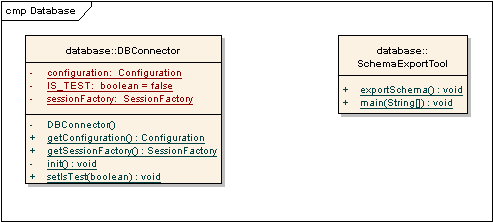 cmp Database
database::DBConnector
- configuration: Configuration
- IS_TEST: boolean = false
- sessionFactory: SessionFactory
- DBConnector()
+ getConfiguration() : Configuration
+ getSessionFactory() : SessionFactory
- init() : void
+ setIsTest(boolean) : void
database::
SchemaExportTool
+ exportSchema() : void
+ main(String[]) : void